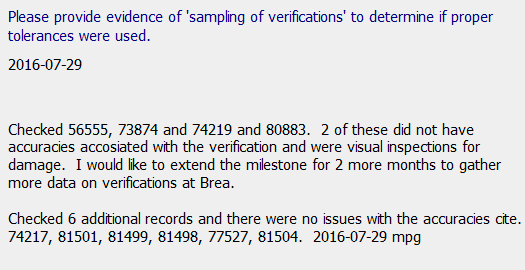 Please provide evidence of 'sampling of verifications' to determine if proper
tolerances were used.
2016-07-29
Checked 56555, 73874 and 74219 and 80883.  2 of these did not have
accuracies accosiated with the verification and were visual inspections for
damage.  I would like to extend the milestone for 2 more months to gather
more data on verifications at Brea.
Checked 6 additional records and there were no issues with the accuracies cite.
74217, 81501, 81499, 81498, 77527, 81504.  2016-07-29 mpg